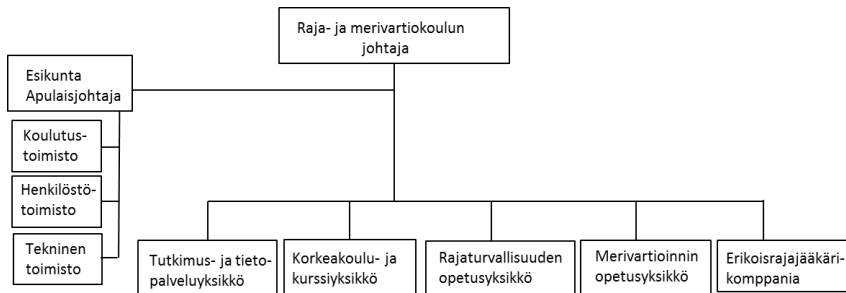 Raja- ja merivartiokoulun
johtaja
Esikunta
Apulaisjohtaja
Koulutus-
toimisto
Henkilöstö-
toimisto
Tekninen
toimisto
Tutkimus- ja tieto-
palveluyksikkö
Korkeakoulu- ja
kurssiyksikkö
Rajaturvallisuuden
opetusyksikkö
Merivartioinnin
opetusyksikkö
Erikoisrajajääkäri-
komppania